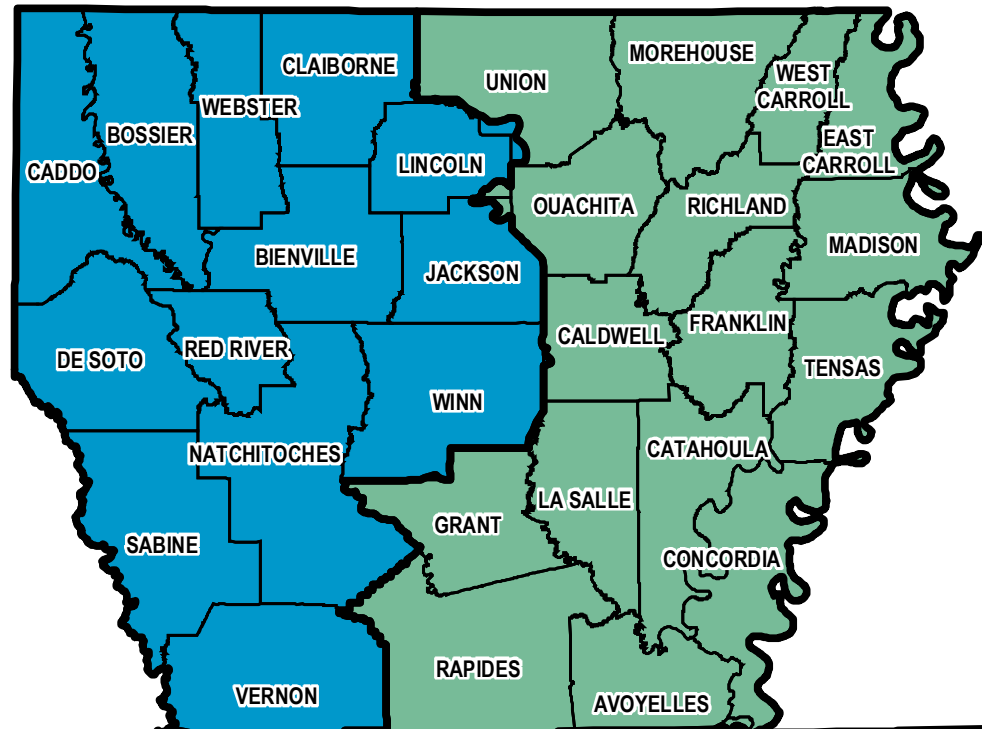 CLAIBORNE
UNION
MOREHOUSE
WEST
CARROLL
WEBSTER
BOSSIER
EAST
CARROLL
CADDO
LINCOLN
OUACHITA
RICHLAND
MADISON
BIENVILLE
JACKSON
FRANKLIN
CALDWELL
RED RIVER
DE SOTO
TENSAS
WINN
NATCHITOCHES
CATAHOULA
LA SALLE
GRANT
SABINE
CONCORDIA
RAPIDES
VERNON
AVOYELLES